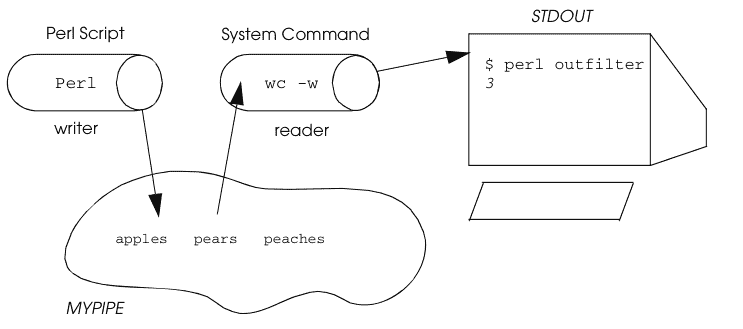 STDOUT
Perl Script
System Command
Perl
wc -w
$ perl outfilter
3
writer
reader
apples pears peaches
MYPIPE